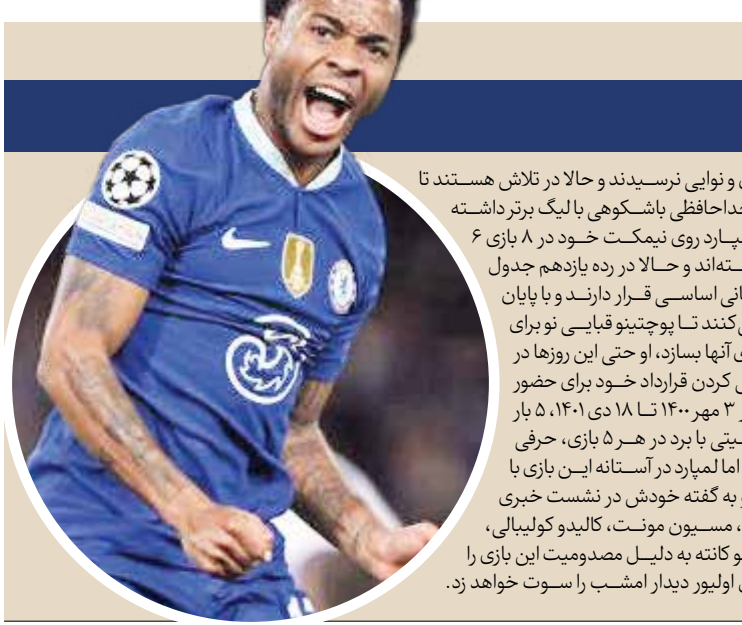 و نوایی نرسیدند و حالا در تلاش هستند تا
خداحافظی باشکوهی با لیگ برتر داشته
روی نیمکت خود در ۸ بازی ۶
و حالا در رده یازدهم جدول
اساسی قرار دارند و با پایان
کنند تا پوچتینو قبایی نو برای
آنها بسازد، او حتی این روزها در
کردن قرارداد خود برای حضور
۳ مهر ۱۴۰۰ تا ۱۸ دی ۱۴۰۱، ۵ بار
با برد در هر ۵ بازی، حرفی
اما لمپارد در آستانه این بازی با
به گفته خودش در نشست خبری
، مسیون مونت، کالیدو کولیبالی،
کانته به دلیل مصدومیت این بازی را
اولیور دیدار امشب را سوت خواهد زد.